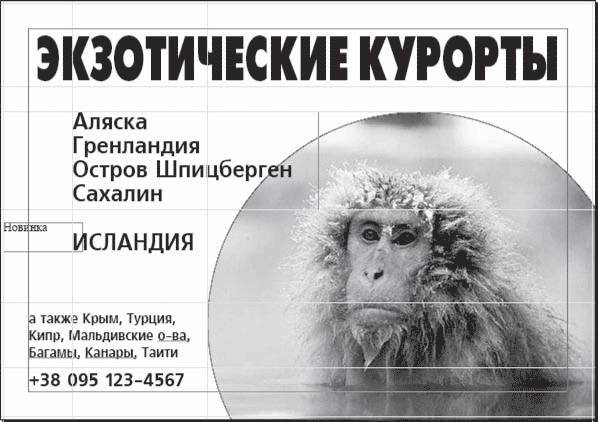 ЭКЗОТИЧЕСКИЕ КУРОРТЫ
Аляска
Гренландия
Остров Шпицберген
Сахалин
Новинка
ИСЛАНДИЯ
а также Крым, Турция,
Кипр, Мальдивские о-ва,
Багамы, Канары, Таити
+38 095 123-4567